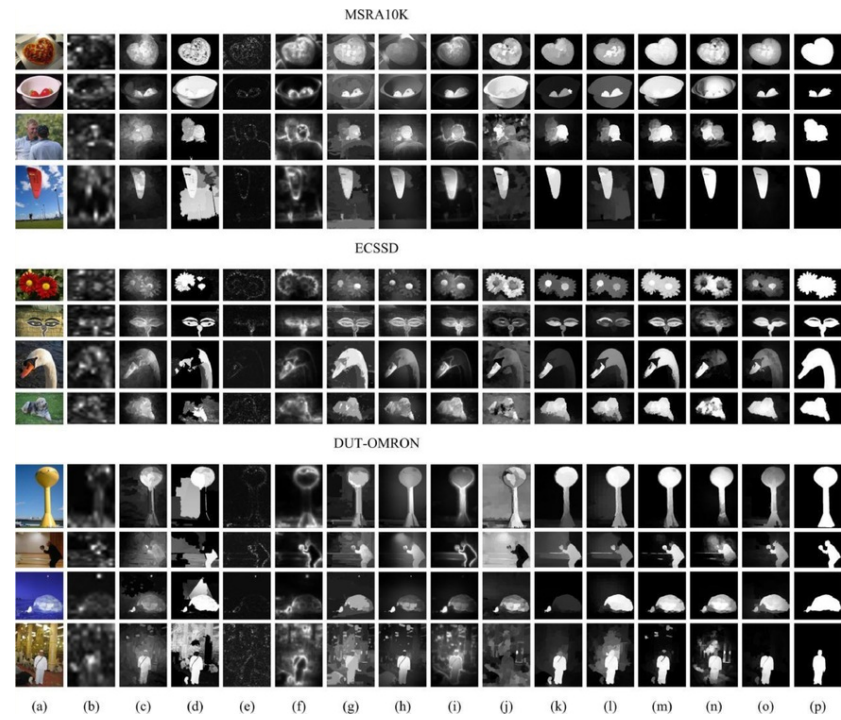 MSRA10K
ECSSD
DUT-OMRON
(a) (b) (c) (d) (e) (f) (g) (h) (i) (j) (k) (l) (m) (n) (o) (p)